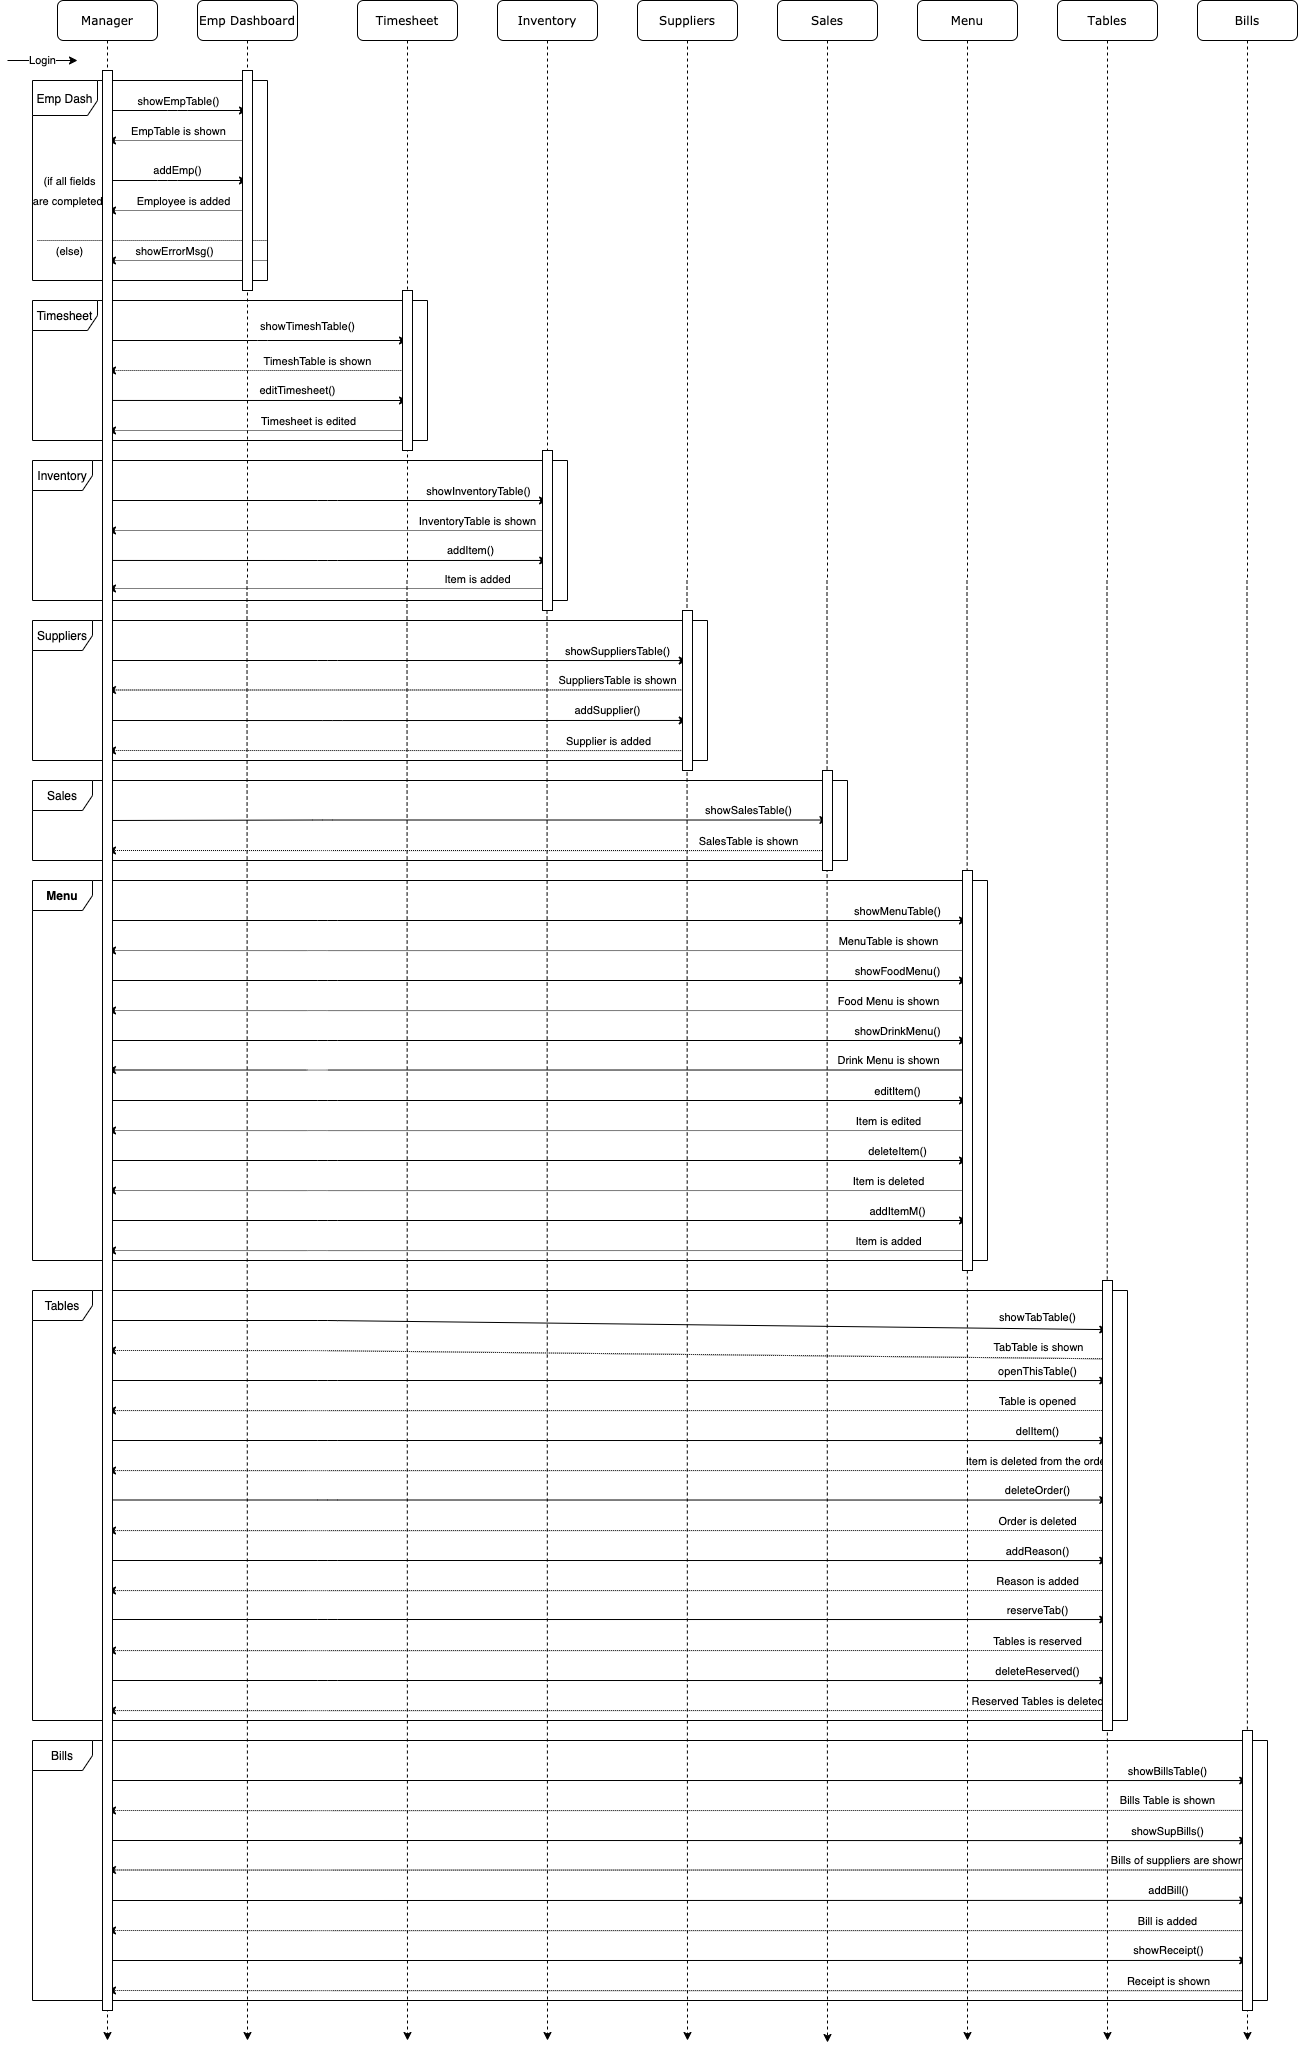 Manager
Emp Dashboard
Timesheet
Inventory
Suppliers
Sales
Menu
Tables
Bills
Login
Emp Dash
showEmpTable()
EmpTable is shown
addEmp()
(if all fields
are completed
Employee is added
(else)
showErrorMsg()
Timesheet
showTimeshTable()
TimeshTable is shown
editTimesheet()
Timesheet is edited
Inventory
showInventoryTable()
InventoryTable is shown
addItem()
Item is added
Suppliers
showSuppliersTable()
SuppliersTable is shown
addSupplier()
Supplier is added
Sales
showSalesTable()
SalesTable is shown
Menu
showMenuTable()
MenuTable is shown
showFoodMenu()
Food Menu is shown
showDrinkMenu()
Drink Menu is shown
editItem()
Item is edited
deleteItem()
Item is deleted
addItemM()
Item is added
Tables
showTabTable()
TabTable is shown
openThisTable()
Table is opened
delItem()
Item is deleted from the orde
deleteOrder()
Order is deleted
addReason()
Reason is added
reserveTab()
Tables is reserved
deleteReserved()
Reserved Tables is deleted
Bills
showBillsTable()
Bills Table is shown
showSupBills()
Bills of suppliers are shown
addBill()
Bill is added
showReceipt()
Receipt is shown